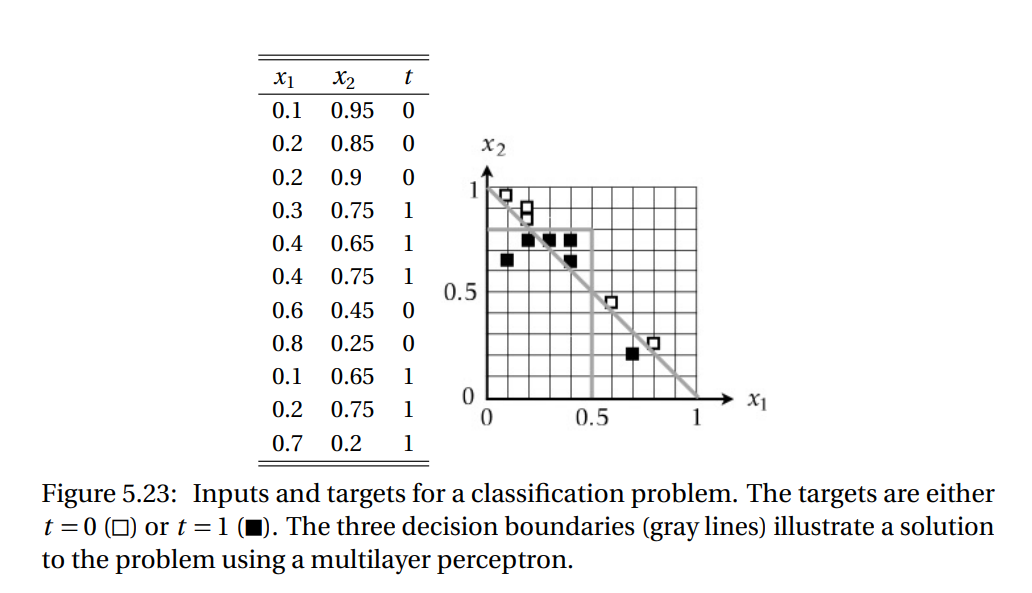 x1 x2 t
0.1 0.95 0
0.2 0.85 0
0.2 0.9 0
0.3 0.75 1
0.4 0.65 1
0.4 0.75 1
0.6 0.45 0
0.8 0.25 0
0.1 0.65 1
0.2 0.75 1
0.7 0.2 1
x2
1
0.5
0
0 0.5 1
x1
Figure 5.23: Inputs and targets for a classification problem. The targets are either
t = 0 (□) or t = 1 (■). The three decision boundaries (gray lines) illustrate a solution
to the problem using a multilayer perceptron.